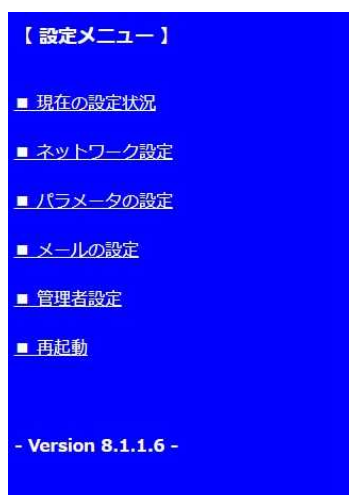 【 設定メニュー 】
■ 現在の設定状況
■ ネットワーク設定
■ パラメータの設定
■ メールの設定
■ 管理者設定
■ 再起動
- Version 8.1.1.6 -